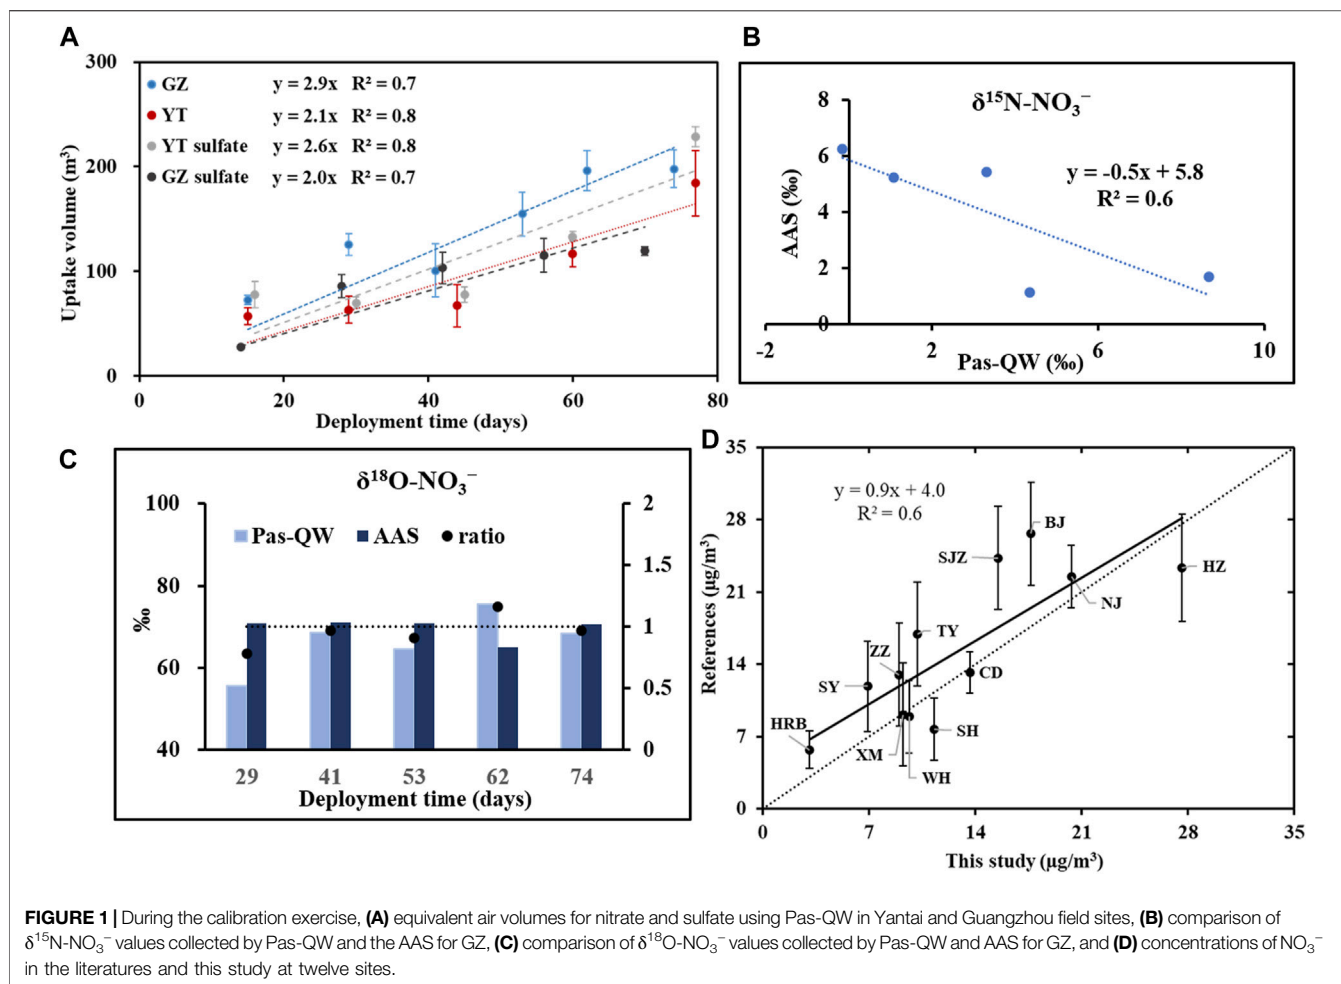 A
300
200
100
0
Uptake volume (m³)
GZ y = 2.9x R² = 0.7
YT y = 2.1x R² = 0.8
YT sulfate y = 2.6x R² = 0.8
GZ sulfate y = 2.0x R² = 0.7
0 20 40 60 80
Deployment time (days)
B
δ¹⁵N-NO₃⁻
8
6
4
2
0
AAS (‰)
y = -0.5x + 5.8
R² = 0.6
-2 2 6 10
Pas-QW (‰)
C
δ¹⁸O-NO₃⁻
100
80
60
40
‰
Pas-QW AAS ratio
2
1.5
1
0.5
0
29 41 53 62 74
Deployment time (days)
D
35
28
21
14
7
0
References (μg/m³)
y = 0.9x + 4.0
R² = 0.6
BJ
SJZ
HZ
NJ
TY
ZZ
CD
SY
SH
HRB
XM
WH
0 7 14 21 28 35
This study (μg/m³)
FIGURE 1 | During the calibration exercise, (A) equivalent air volumes for nitrate and sulfate using Pas-QW in Yantai and Guangzhou field sites, (B) comparison of
δ¹⁵N-NO₃⁻ values collected by Pas-QW and the AAS for GZ, (C) comparison of δ¹⁸O-NO₃⁻ values collected by Pas-QW and AAS for GZ, and (D) concentrations of NO₃⁻
in the literatures and this study at twelve sites.